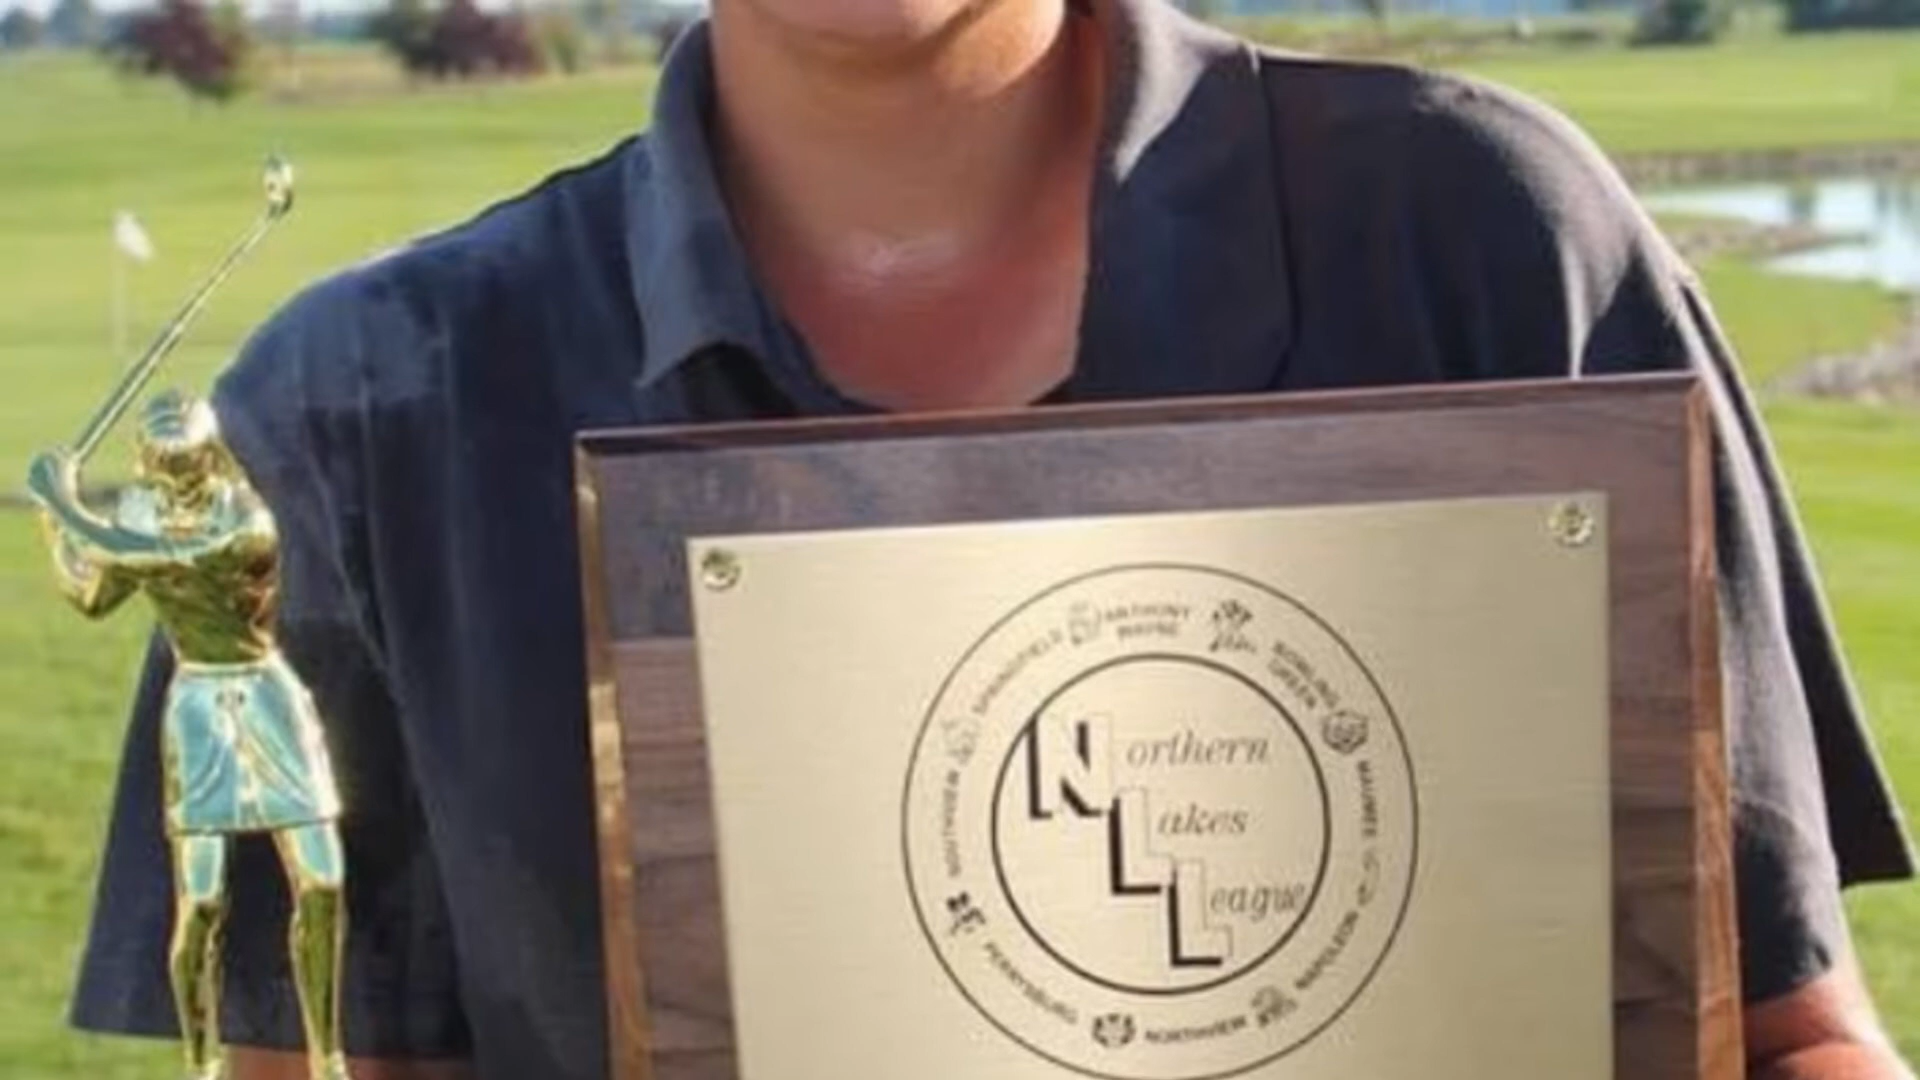 Northern
Lakes
League
ANTHONY
WAYNE
BOWLING
GREEN
MAUMEE
NAPOLEON
NORTHVIEW
PERRYSBURG
SOUTHVIEW
SPRINGFIELD